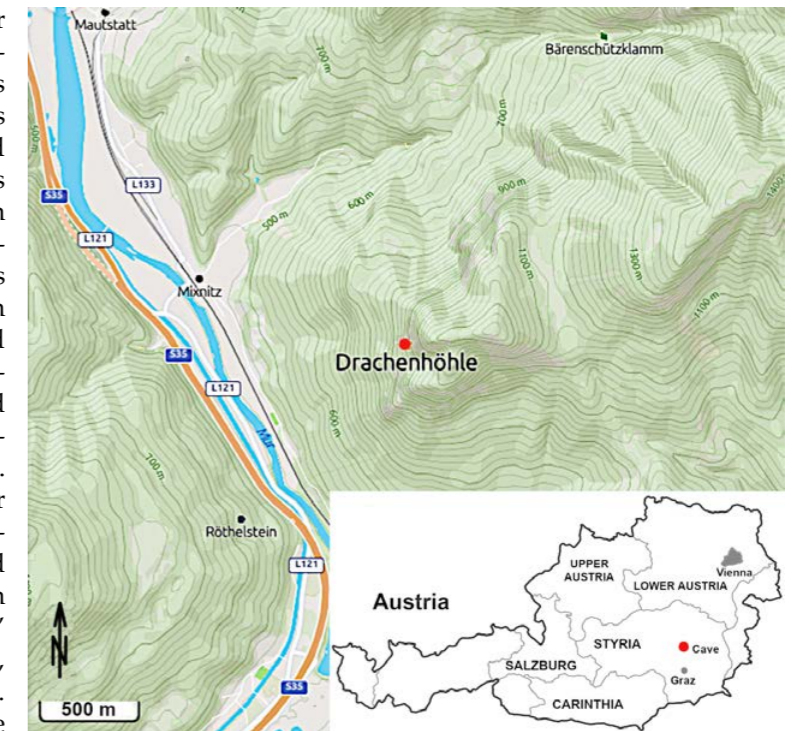 Mautstatt
Bärenschützklamm
700 m
700 m
500 m
S35
L133
L121
900 m
600 m
500 m
1400 m
1100 m
1300 m
1100 m
Mixnitz
S35
Drachenhöhle
L121
600 m
Mur
700 m
Röthelstein
L121
S35
500 m
N
Austria
UPPER
AUSTRIA
LOWER AUSTRIA
Vienna
STYRIA
Cave
SALZBURG
Graz
CARINTHIA